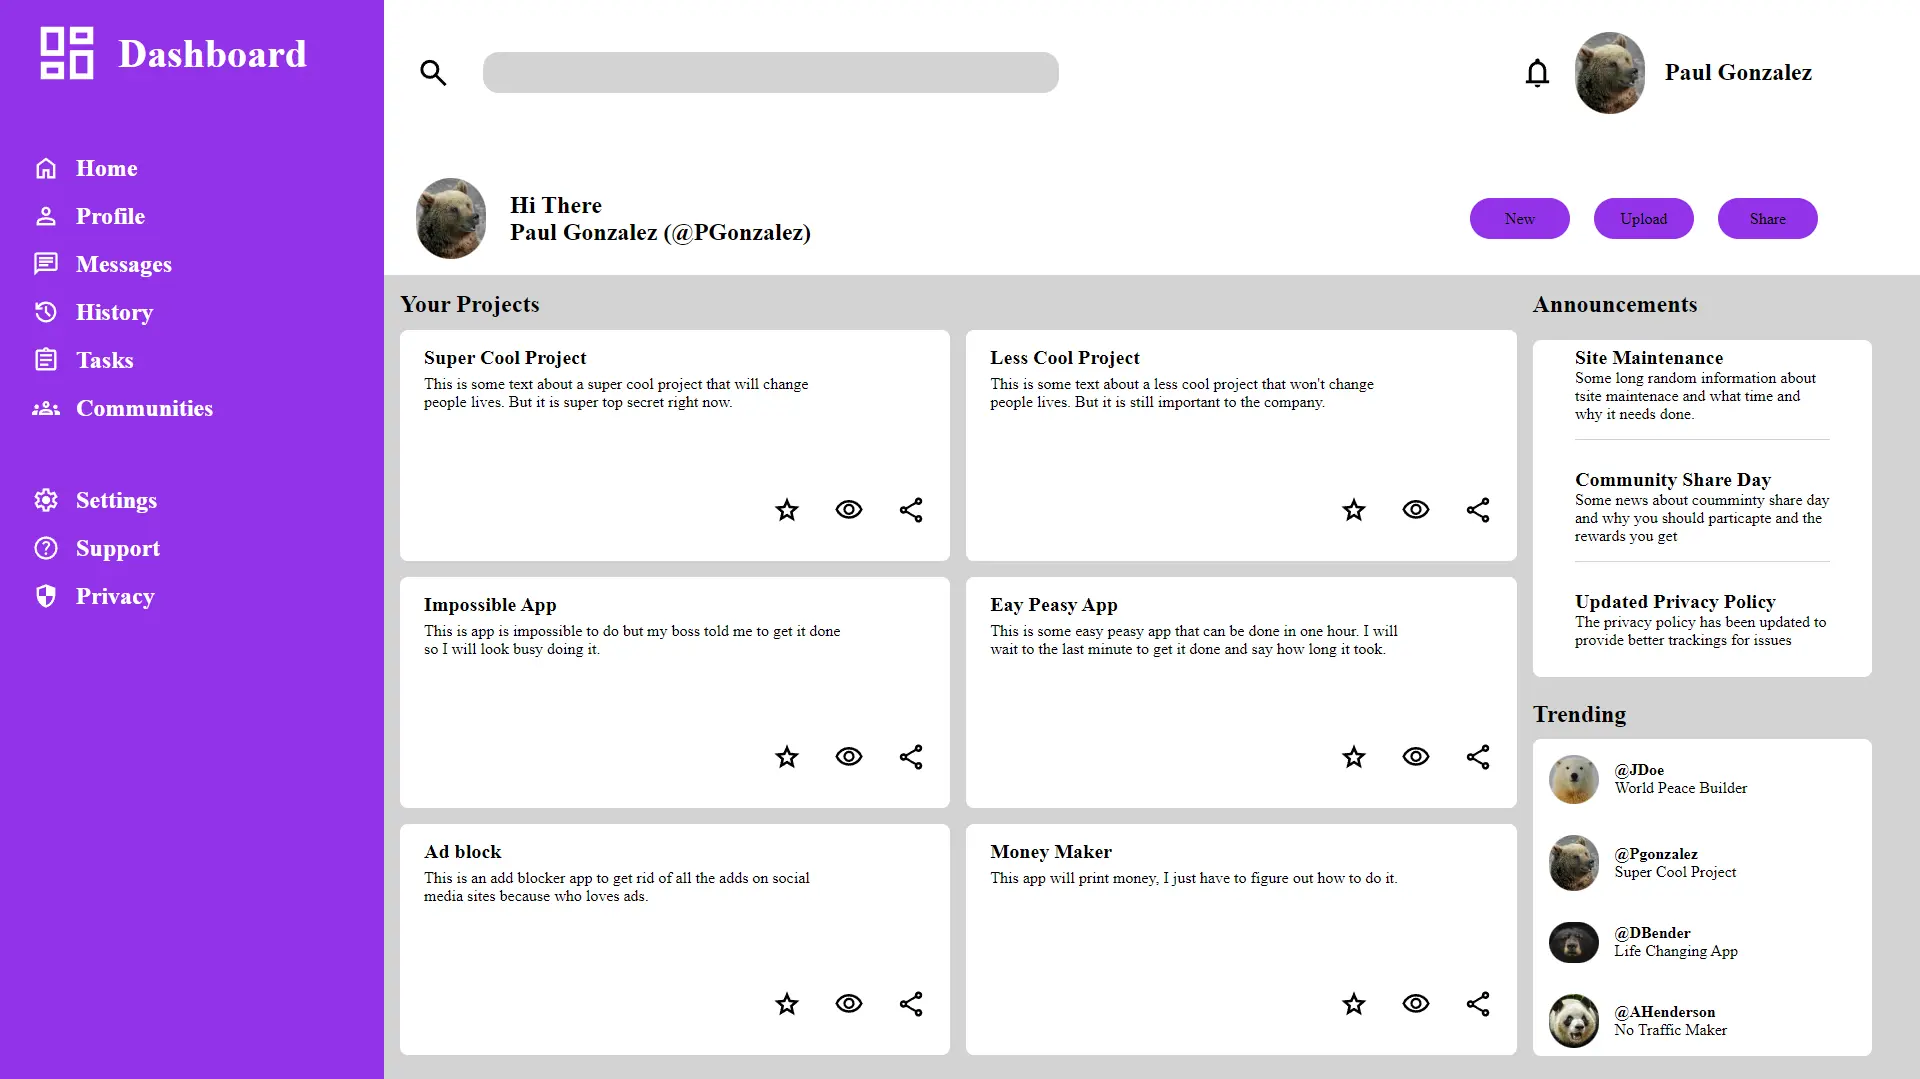 Dashboard
Home
Profile
Messages
History
Tasks
Communities
Settings
Support
Privacy
Paul Gonzalez
Hi There
Paul Gonzalez (@PGonzalez)
New
Upload
Share
Your Projects
Super Cool Project
This is some text about a super cool project that will change
people lives. But it is super top secret right now.
Less Cool Project
This is some text about a less cool project that won't change
people lives. But it is still important to the company.
Impossible App
This is app is impossible to do but my boss told me to get it done
so I will look busy doing it.
Eay Peasy App
This is some easy peasy app that can be done in one hour. I will
wait to the last minute to get it done and say how long it took.
Ad block
This is an add blocker app to get rid of all the adds on social
media sites because who loves ads.
Money Maker
This app will print money, I just have to figure out how to do it.
Announcements
Site Maintenance
Some long random information about
tsite maintenace and what time and
why it needs done.
Community Share Day
Some news about coumminty share day
and why you should particapte and the
rewards you get
Updated Privacy Policy
The privacy policy has been updated to
provide better trackings for issues
Trending
@JDoe
World Peace Builder
@Pgonzalez
Super Cool Project
@DBender
Life Changing App
@AHenderson
No Traffic Maker